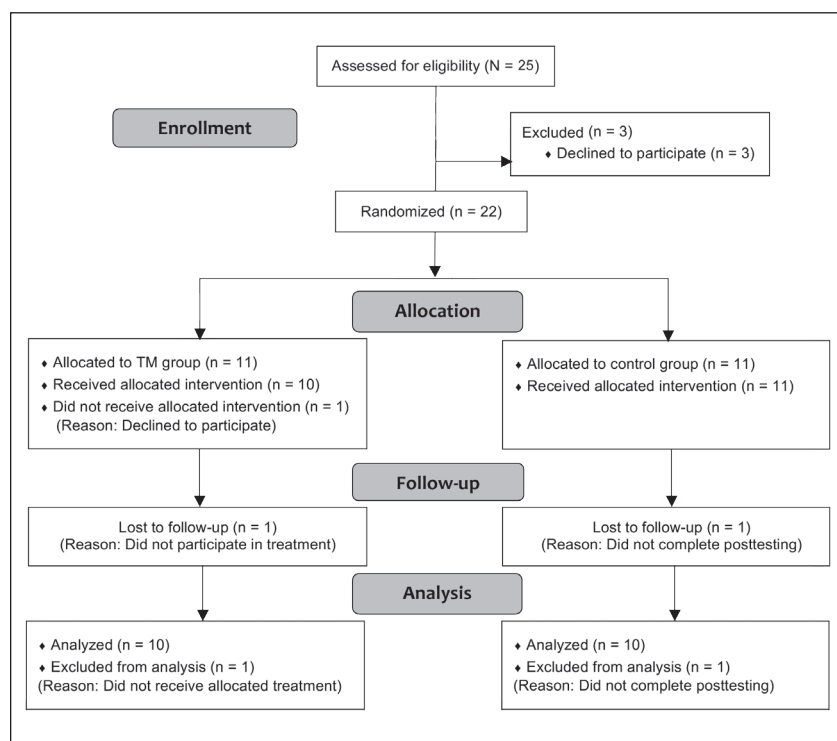 Assessed for eligibility (N = 25)
Enrollment
Excluded (n = 3)
♦ Declined to participate (n = 3)
Randomized (n = 22)
Allocation
♦ Allocated to TM group (n = 11)
♦ Received allocated intervention (n = 10)
♦ Did not receive allocated intervention (n = 1)
(Reason: Declined to participate)
♦ Allocated to control group (n = 11)
♦ Received allocated intervention (n = 11)
Follow-up
Lost to follow-up (n = 1)
(Reason: Did not participate in treatment)
Lost to follow-up (n = 1)
(Reason: Did not complete posttesting)
Analysis
♦ Analyzed (n = 10)
♦ Excluded from analysis (n = 1)
(Reason: Did not receive allocated treatment)
♦ Analyzed (n = 10)
♦ Excluded from analysis (n = 1)
(Reason: Did not complete posttesting)